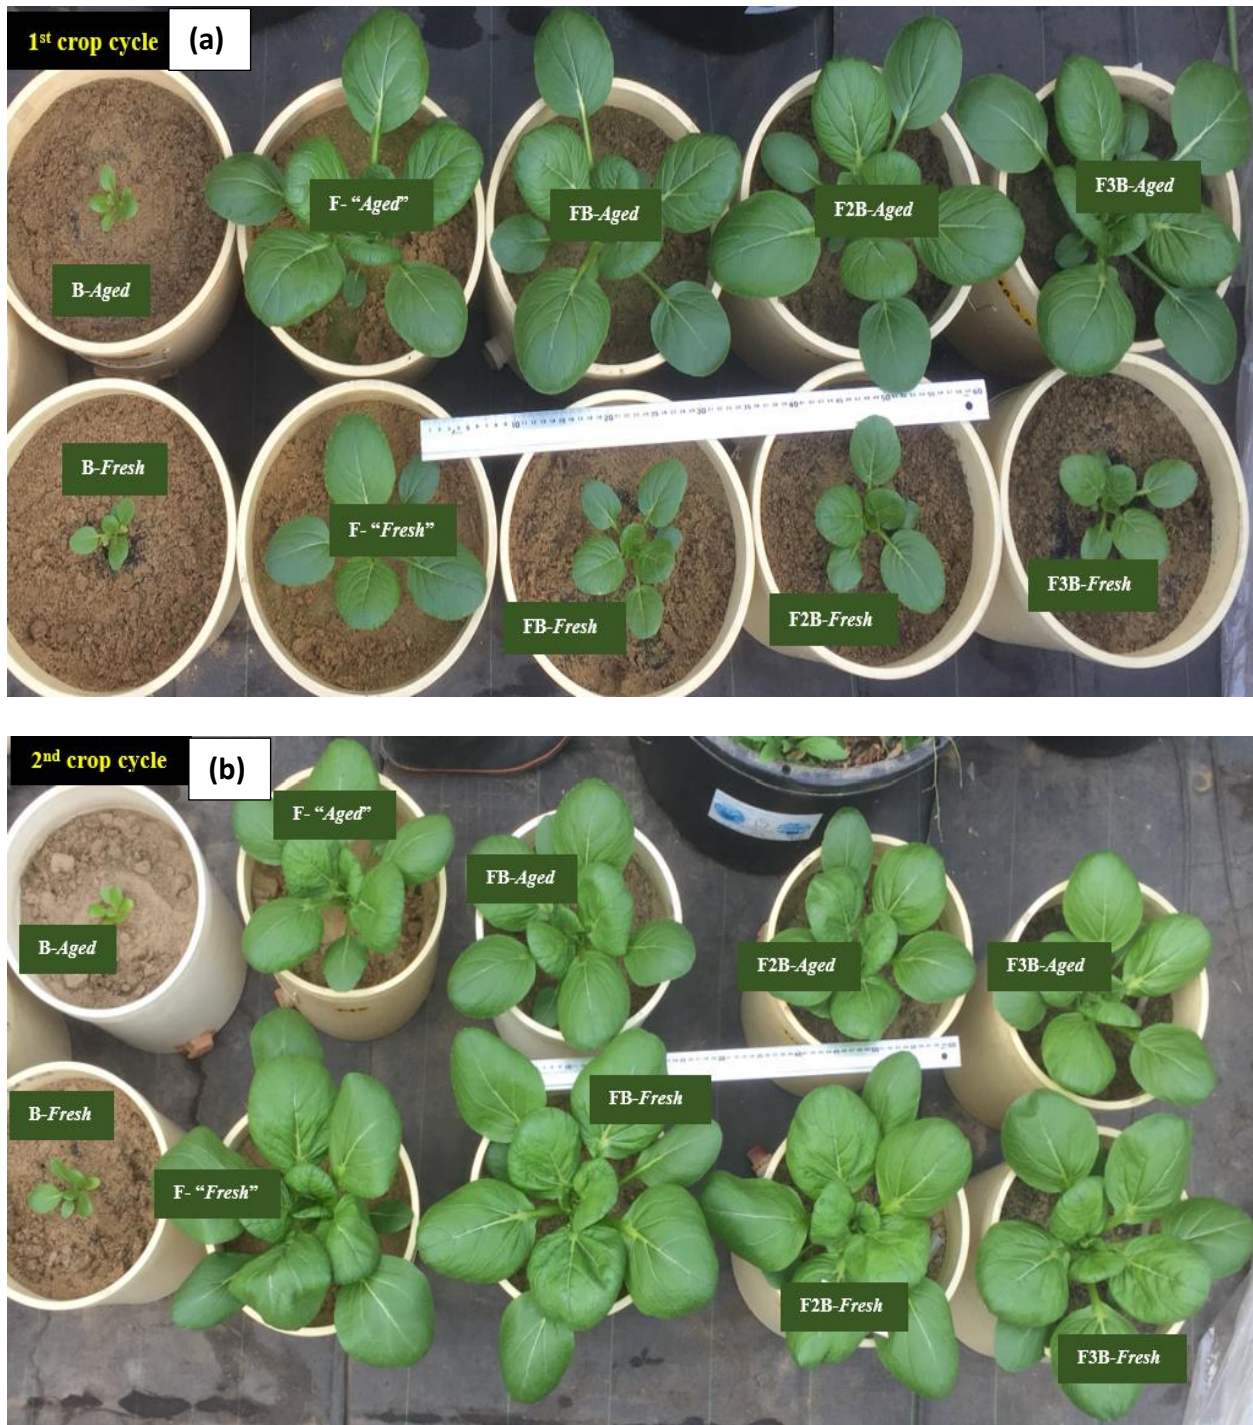 1st crop cycle
(a)
F- “Aged”
FB-Aged
F2B-Aged
F3B-Aged
B-Aged
B-Fresh
F- “Fresh”
FB-Fresh
F2B-Fresh
F3B-Fresh
2nd crop cycle
(b)
F- “Aged”
FB-Aged
B-Aged
F2B-Aged
F3B-Aged
B-Fresh
FB-Fresh
F- “Fresh”
F2B-Fresh
F3B-Fresh